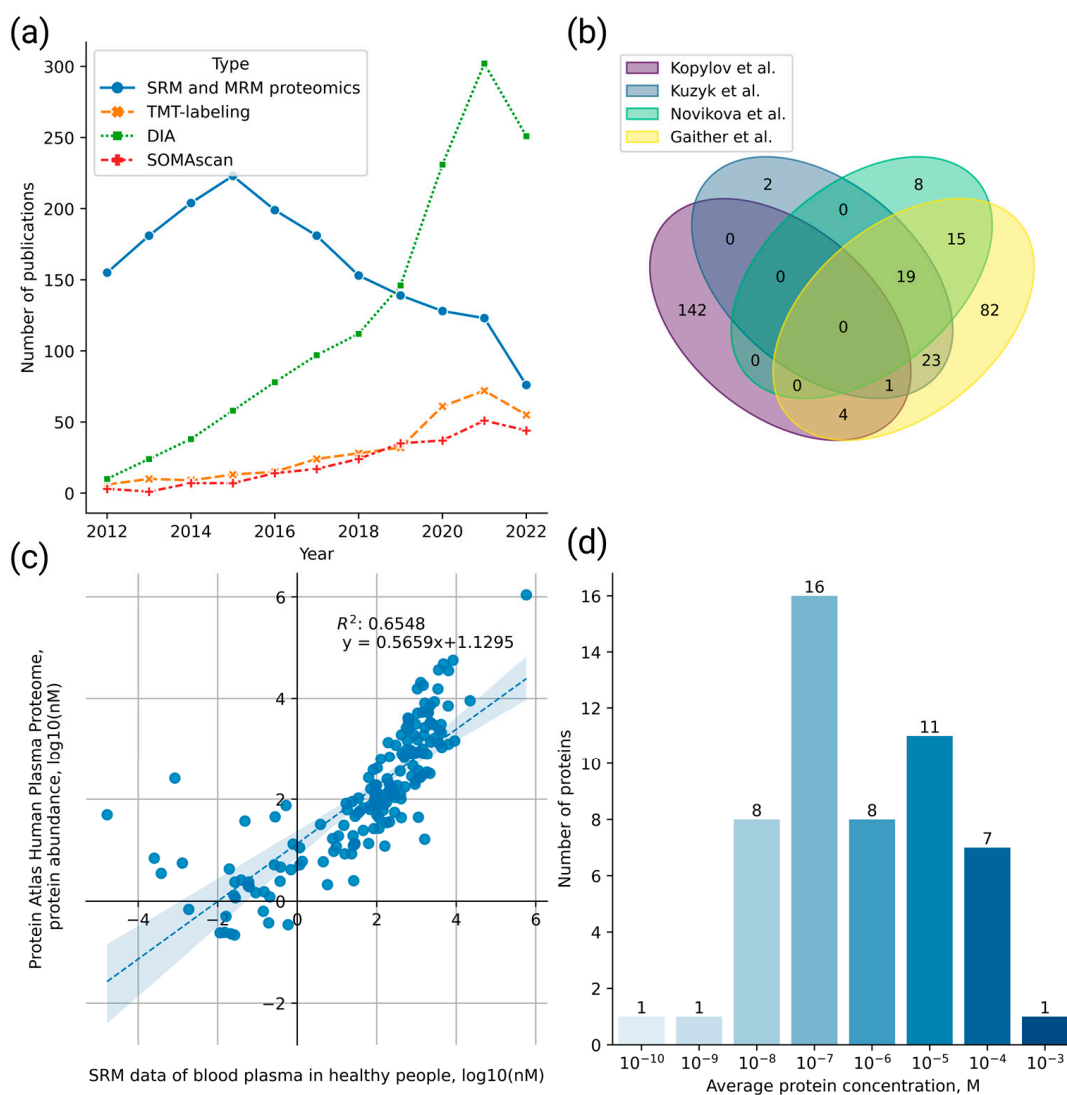 (a)
Type
SRM and MRM proteomics
TMT-labeling
DIA
SOMAscan
300
250
200
150
100
50
0
Number of publications
2012 2014 2016 2018 2020 2022
Year
(b)
Kopylov et al.
Kuzyk et al.
Novikova et al.
Gaither et al.
2 8
0
0 15
0 19
142 82
0
0 23
0 1
4
(c)
R²: 0.6548
y = 0.5659x+1.1295
6
4
2
0
−2
−4 −2 0 2 4 6
Protein Atlas Human Plasma Proteome,
protein abundance, log10(nM)
SRM data of blood plasma in healthy people, log10(nM)
(d)
16
14
12
10
8
6
4
2
0
Number of proteins
1 1 8 16 8 11 7 1
10⁻¹⁰ 10⁻⁹ 10⁻⁸ 10⁻⁷ 10⁻⁶ 10⁻⁵ 10⁻⁴ 10⁻³
Average protein concentration, M